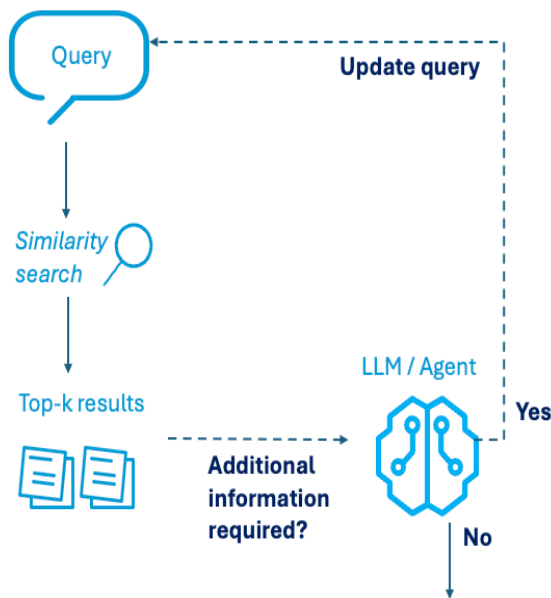 Query
Update query
Similarity
search
LLM / Agent
Top-k results
Yes
Additional
information
required?
No